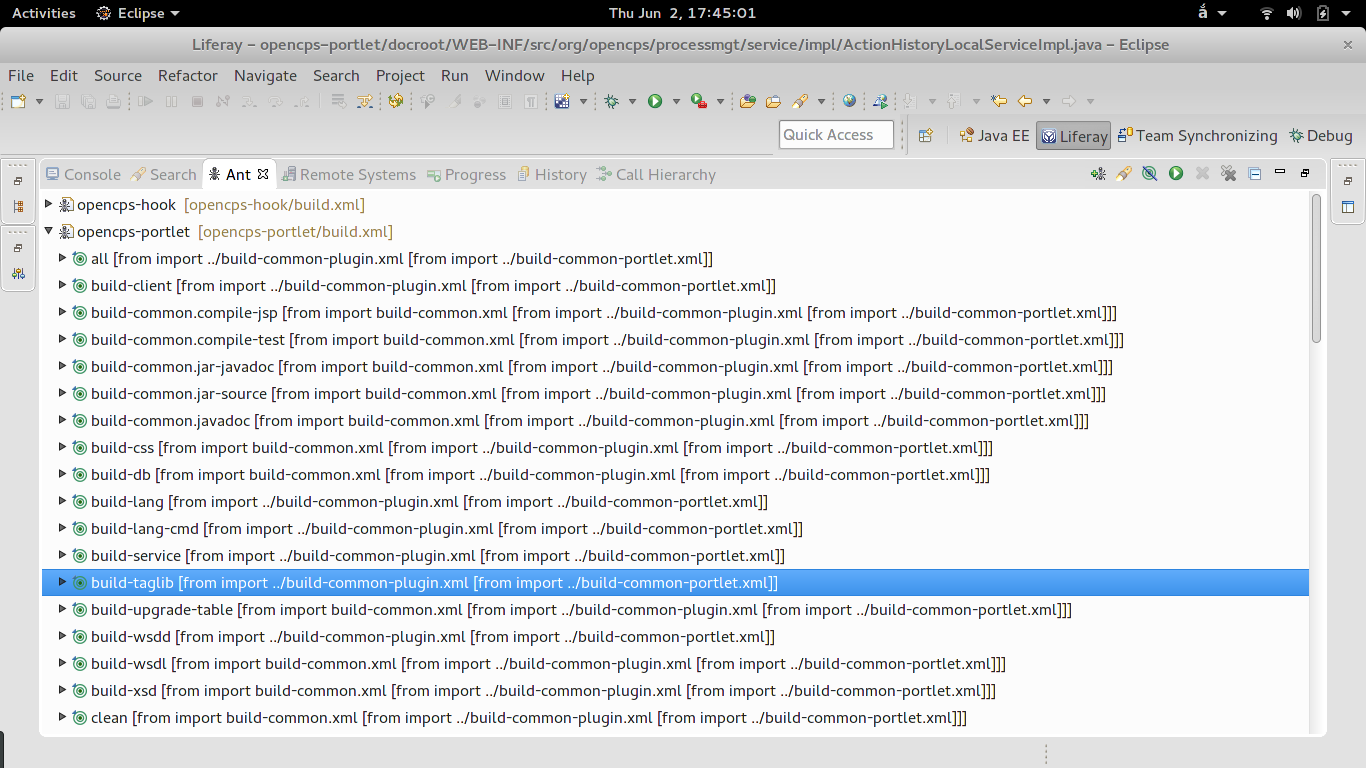 Activities Eclipse Thu Jun 2, 17:45:01 ắ
Liferay – opencps-portlet/docroot/WEB-INF/src/org/opencps/processmgt/service/impl/ActionHistoryLocalServiceImpl.java – Eclipse
File Edit Source Refactor Navigate Search Project Run Window Help
Quick Access Java EE Liferay Team Synchronizing Debug
Console Search Ant Remote Systems Progress History Call Hierarchy
opencps-hook [opencps-hook/build.xml]
opencps-portlet [opencps-portlet/build.xml]
all [from import ../build-common-plugin.xml [from import ../build-common-portlet.xml]]
build-client [from import ../build-common-plugin.xml [from import ../build-common-portlet.xml]]
build-common.compile-jsp [from import build-common.xml [from import ../build-common-plugin.xml [from import ../build-common-portlet.xml]]]
build-common.compile-test [from import build-common.xml [from import ../build-common-plugin.xml [from import ../build-common-portlet.xml]]]
build-common.jar-javadoc [from import build-common.xml [from import ../build-common-plugin.xml [from import ../build-common-portlet.xml]]]
build-common.jar-source [from import build-common.xml [from import ../build-common-plugin.xml [from import ../build-common-portlet.xml]]]
build-common.javadoc [from import build-common.xml [from import ../build-common-plugin.xml [from import ../build-common-portlet.xml]]]
build-css [from import build-common.xml [from import ../build-common-plugin.xml [from import ../build-common-portlet.xml]]]
build-db [from import build-common.xml [from import ../build-common-plugin.xml [from import ../build-common-portlet.xml]]]
build-lang [from import ../build-common-plugin.xml [from import ../build-common-portlet.xml]]
build-lang-cmd [from import ../build-common-plugin.xml [from import ../build-common-portlet.xml]]
build-service [from import ../build-common-plugin.xml [from import ../build-common-portlet.xml]]
build-taglib [from import ../build-common-plugin.xml [from import ../build-common-portlet.xml]]
build-upgrade-table [from import build-common.xml [from import ../build-common-plugin.xml [from import ../build-common-portlet.xml]]]
build-wsdd [from import ../build-common-plugin.xml [from import ../build-common-portlet.xml]]
build-wsdl [from import build-common.xml [from import ../build-common-plugin.xml [from import ../build-common-portlet.xml]]]
build-xsd [from import build-common.xml [from import ../build-common-plugin.xml [from import ../build-common-portlet.xml]]]
clean [from import build-common.xml [from import ../build-common-plugin.xml [from import ../build-common-portlet.xml]]]